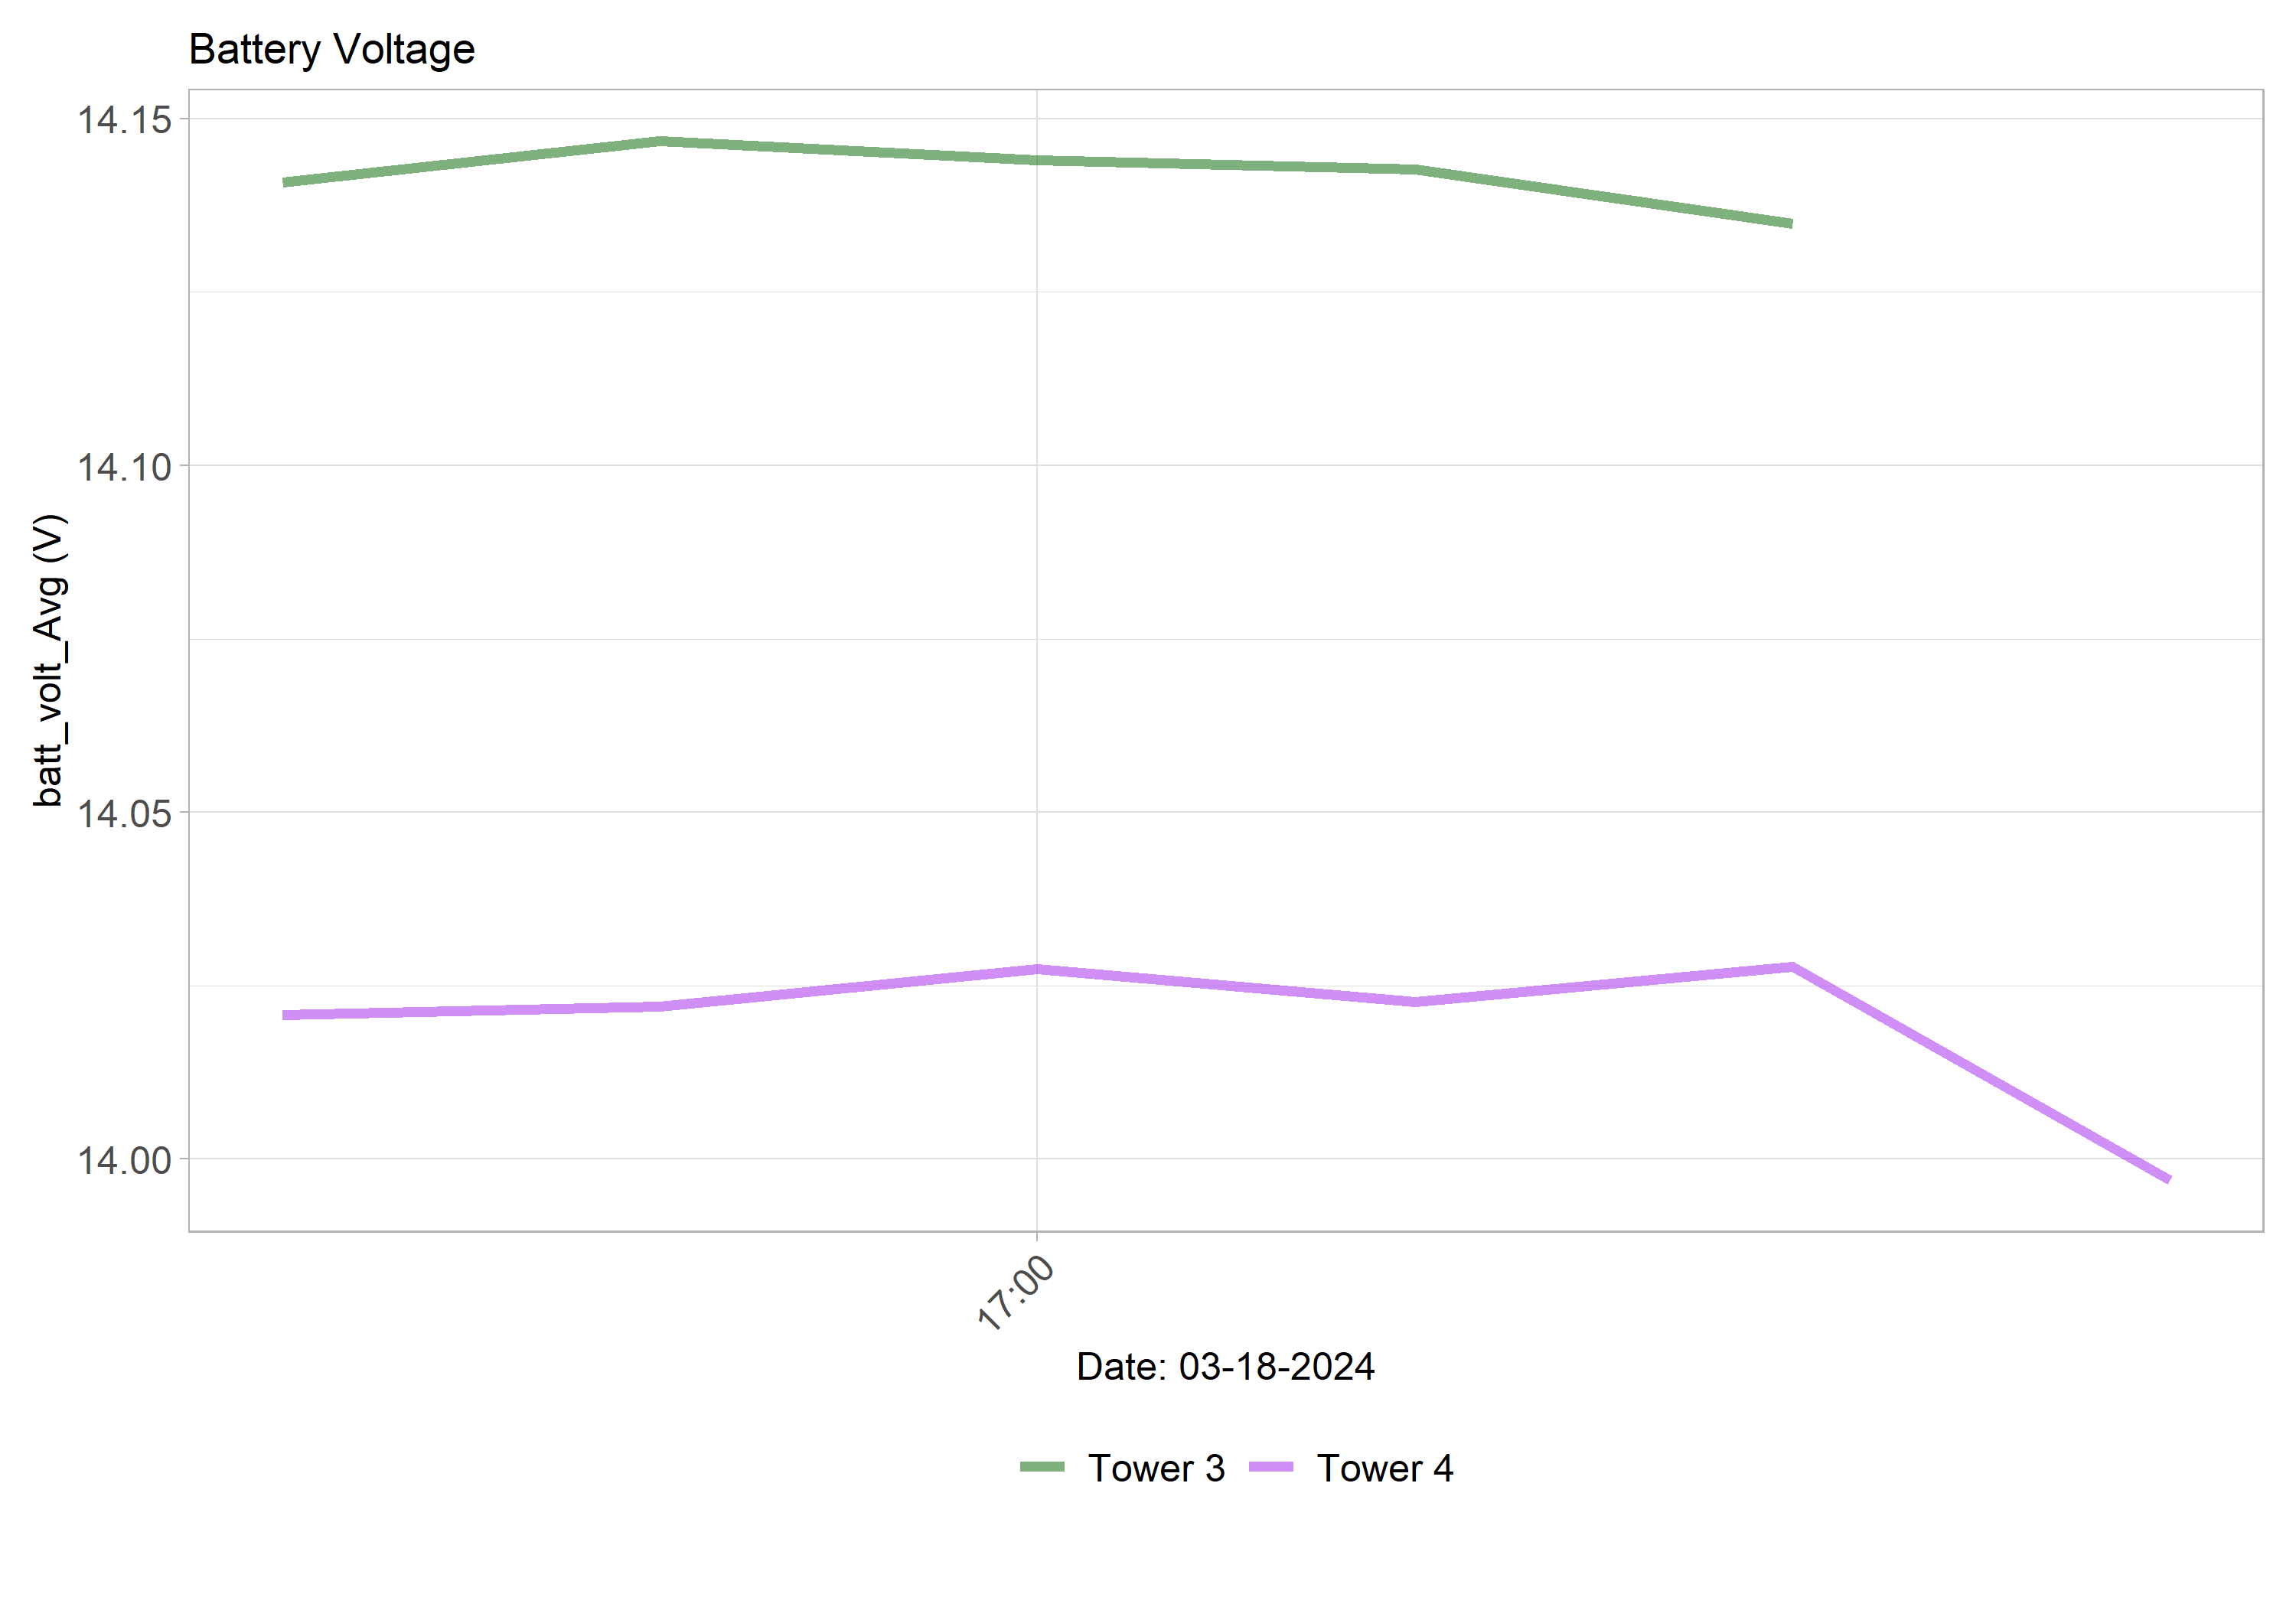 Battery Voltage
14.15
14.10
14.05
14.00
batt_volt_Avg (V)
17:00
Date: 03-18-2024
Tower 3 Tower 4